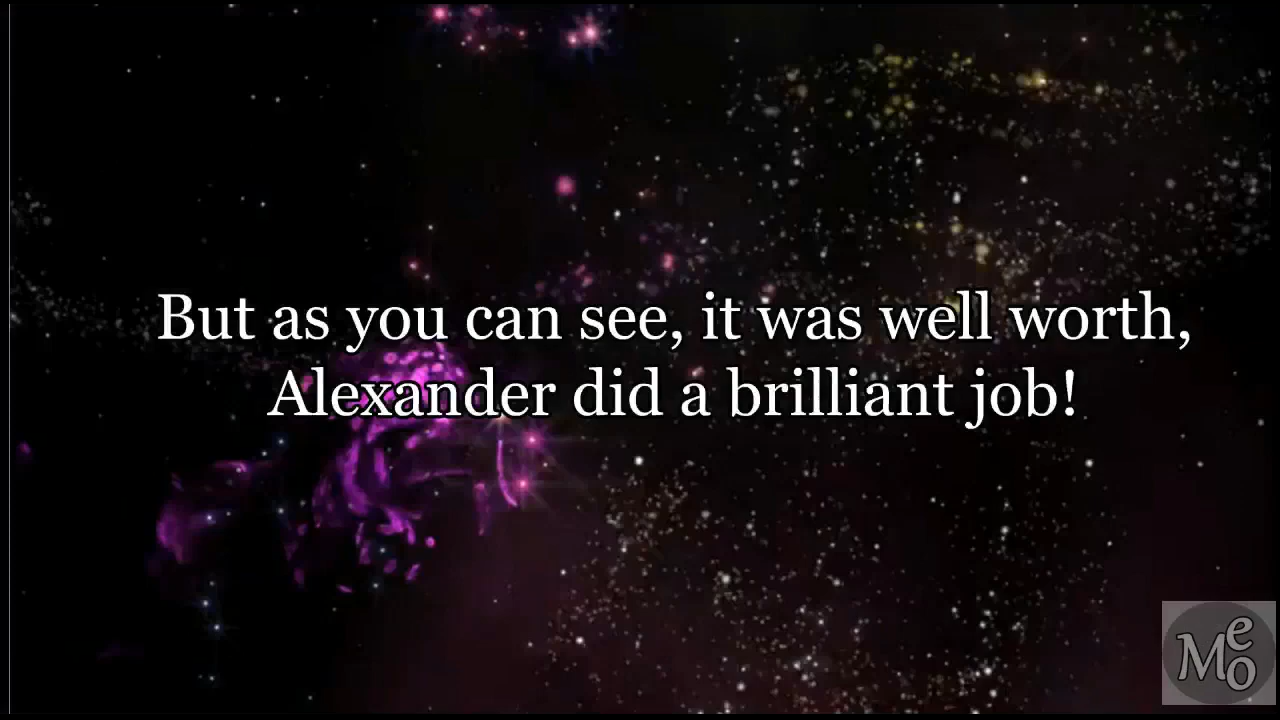 But as you can see, it was well worth,
Alexander did a brilliant job!
Meo